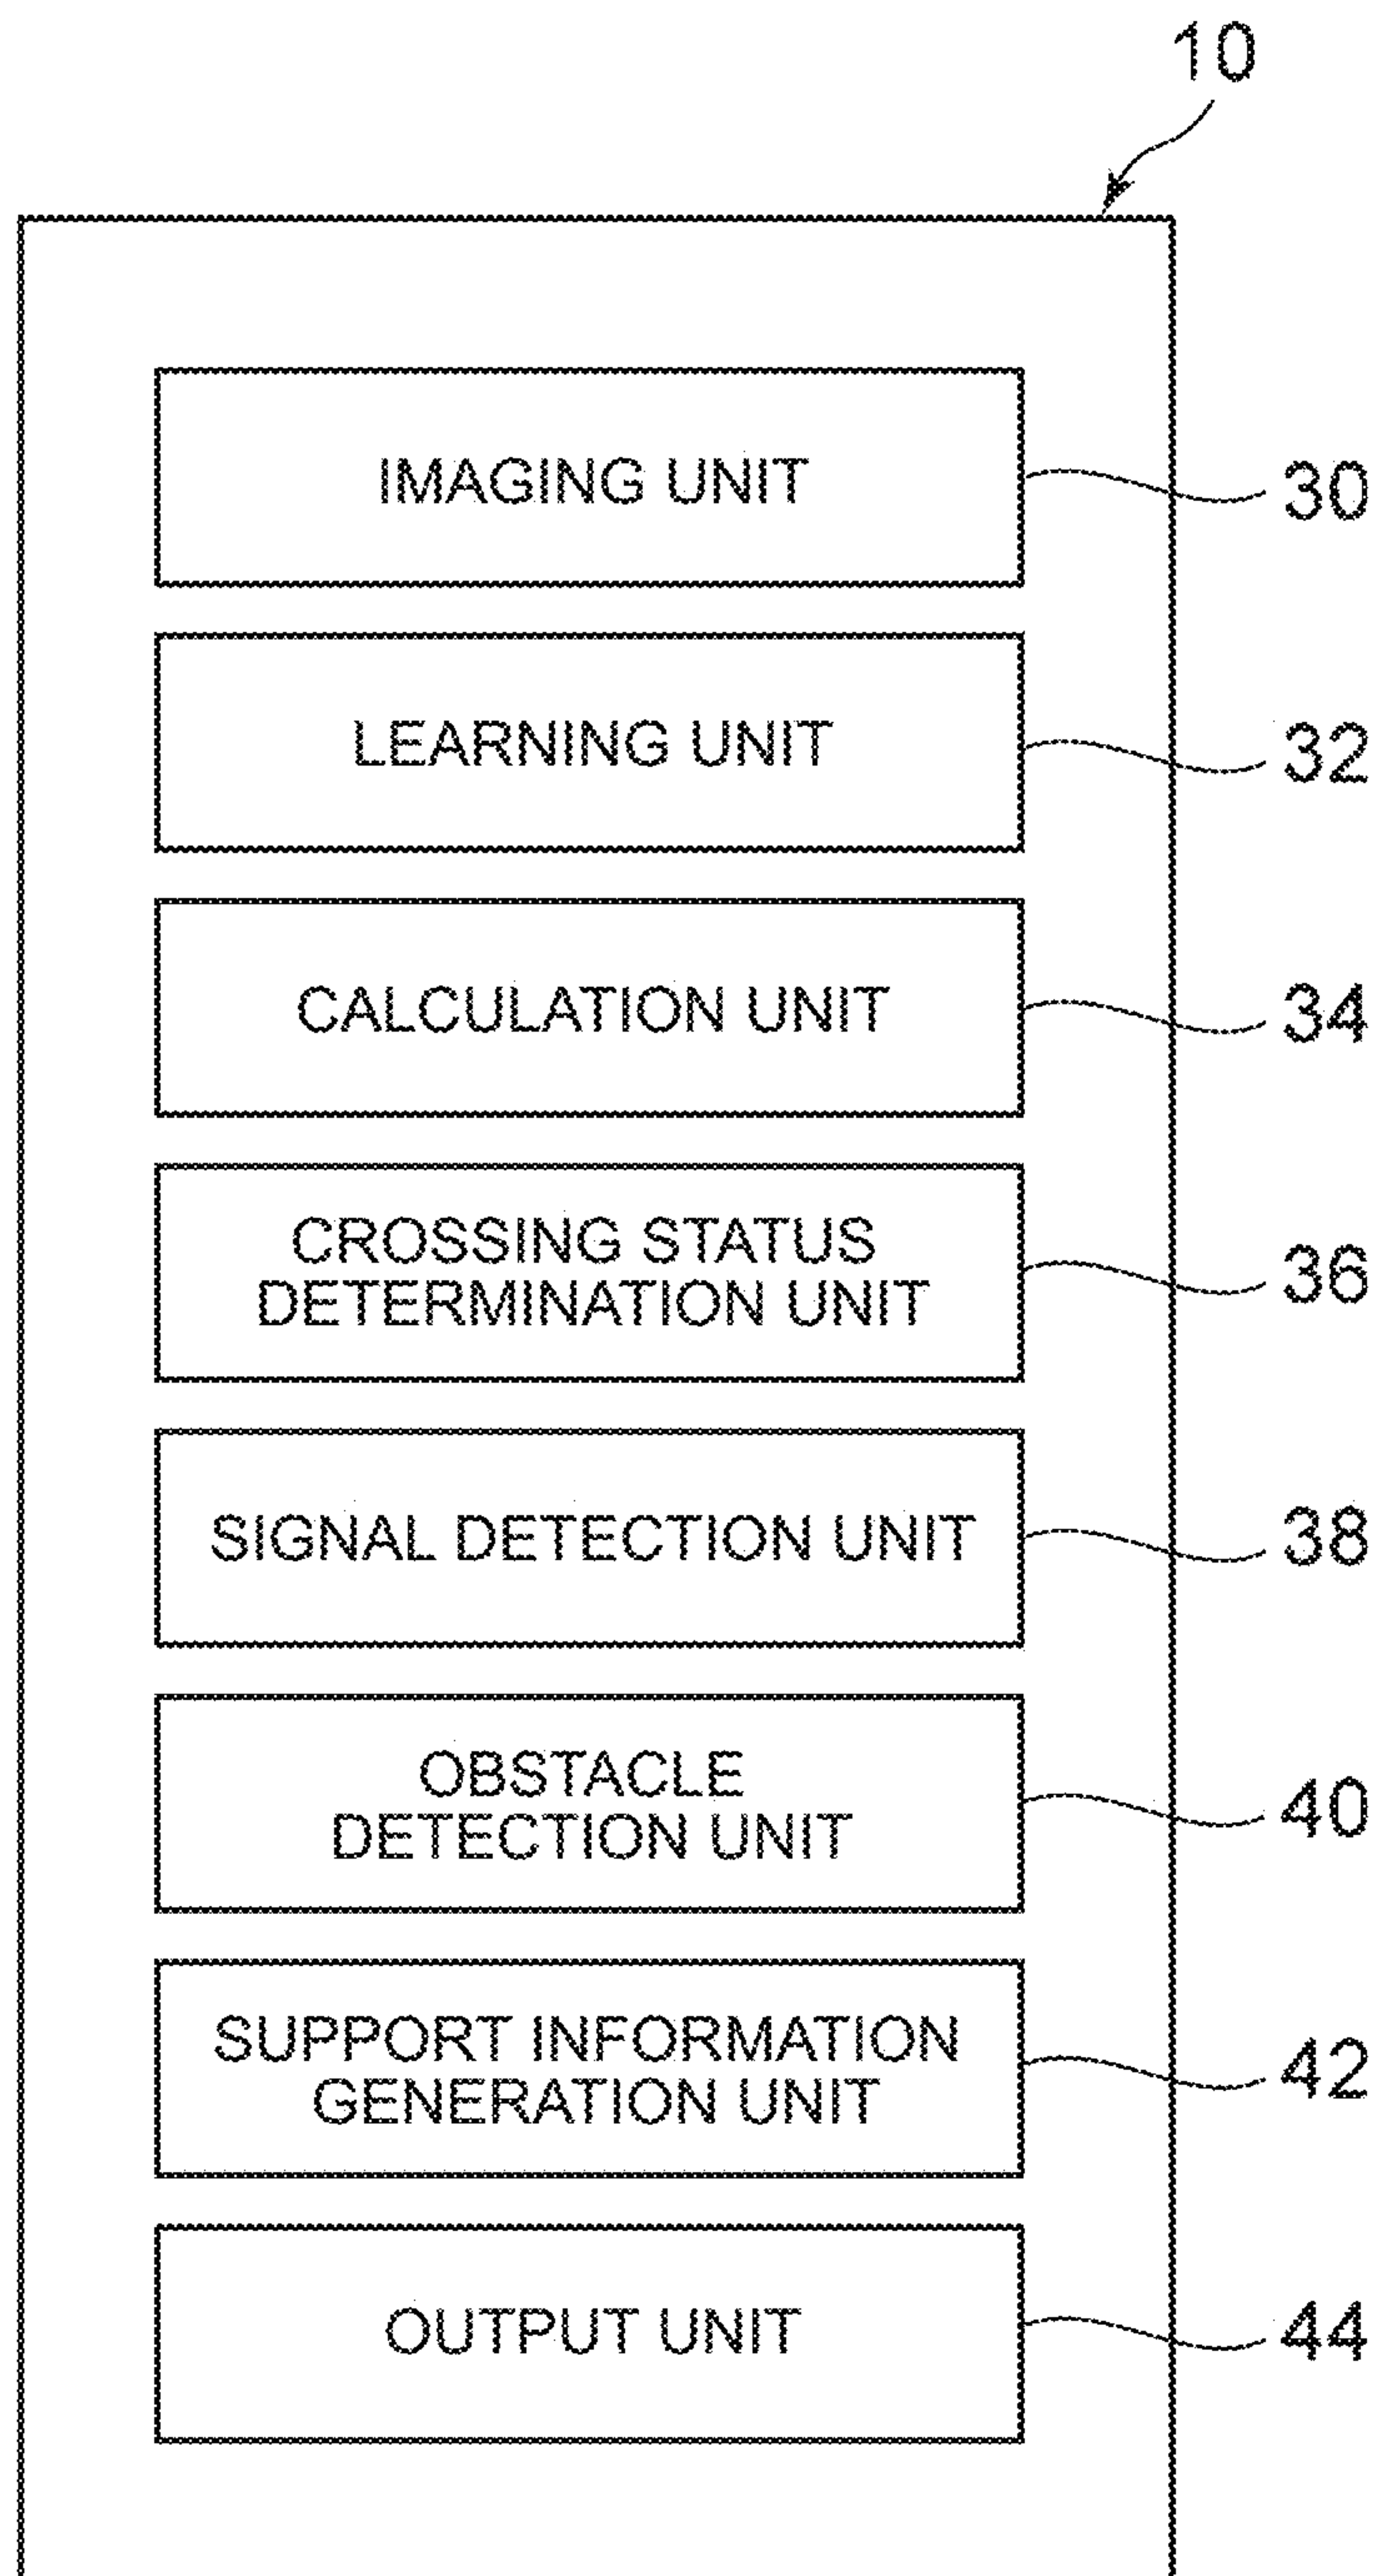 10
IMAGING UNIT
30
LEARNING UNIT
32
CALCULATION UNIT
34
CROSSING STATUS
DETERMINATION UNIT
36
SIGNAL DETECTION UNIT
38
OBSTACLE
DETECTION UNIT
40
SUPPORT INFORMATION
GENERATION UNIT
42
OUTPUT UNIT
44